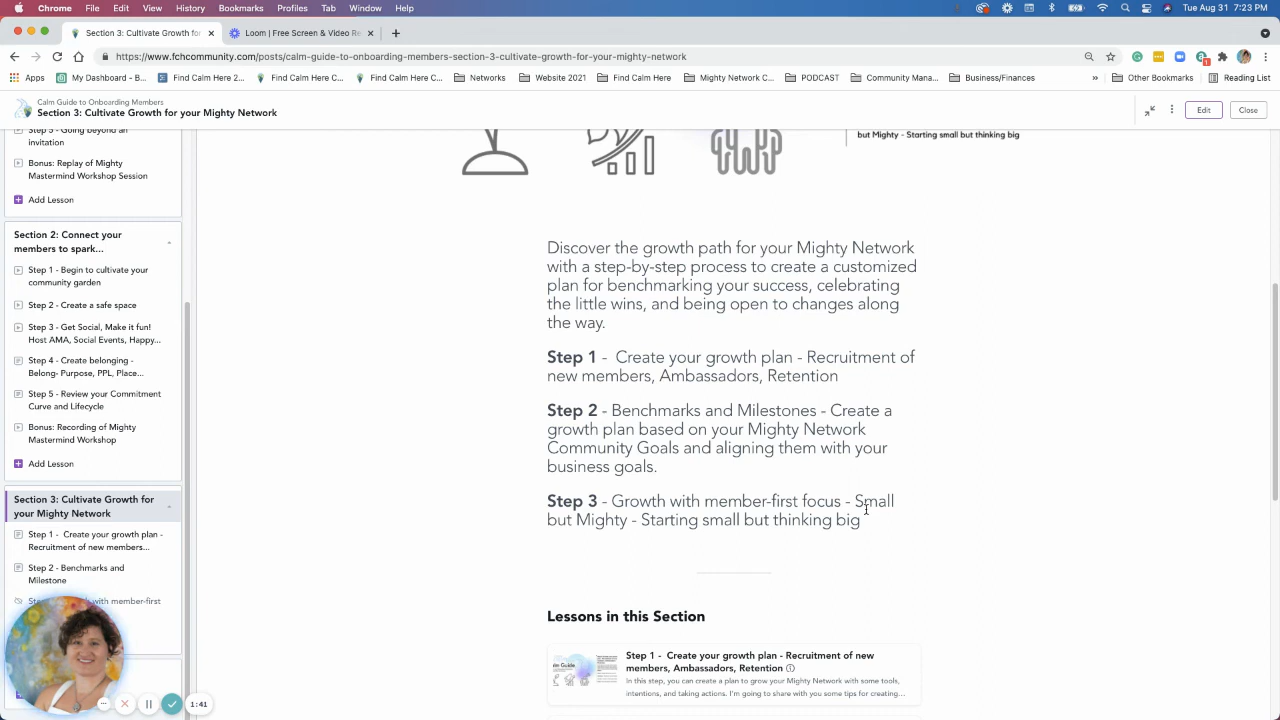 Chrome File Edit View History Bookmarks Profiles Tab Window Help
Tue Aug 31 7:23 PM
Section 3: Cultivate Growth for
Loom | Free Screen & Video Re
https://www.fchcommunity.com/posts/calm-guide-to-onboarding-members-section-3-cultivate-growth-for-your-mighty-network
Apps
My Dashboard - B...
Find Calm Here 2...
Find Calm Here C...
Find Calm Here C...
Networks
Website 2021
Find Calm Here
Mighty Network C...
PODCAST
Community Mana...
Business/Finances
»
Other Bookmarks
Reading List
Calm Guide to Onboarding Members
Section 3: Cultivate Growth for your Mighty Network
Edit
Close
Step 5 - Going beyond an
invitation
Bonus: Replay of Mighty
Mastermind Workshop Session
Add Lesson
Section 2: Connect your
members to spark...
Step 1 - Begin to cultivate your
community garden
Step 2 - Create a safe space
Step 3 - Get Social, Make it fun!
Host AMA, Social Events, Happy...
Step 4 - Create belonging -
Belong- Purpose, PPL, Place...
Step 5 - Review your Commitment
Curve and Lifecycle
Bonus: Recording of Mighty
Mastermind Workshop
Add Lesson
Section 3: Cultivate Growth for
your Mighty Network
Step 1 - Create your growth plan -
Recruitment of new members...
Step 2 - Benchmarks and
Milestone
with member-first
1:41
but Mighty - Starting small but thinking big
Discover the growth path for your Mighty Network
with a step-by-step process to create a customized
plan for benchmarking your success, celebrating
the little wins, and being open to changes along
the way.
Step 1 - Create your growth plan - Recruitment of
new members, Ambassadors, Retention
Step 2 - Benchmarks and Milestones - Create a
growth plan based on your Mighty Network
Community Goals and aligning them with your
business goals.
Step 3 - Growth with member-first focus - Small
but Mighty - Starting small but thinking big
Lessons in this Section
Step 1 - Create your growth plan - Recruitment of new
members, Ambassadors, Retention
In this step, you can create a plan to grow your Mighty Network with some tools,
intentions, and taking actions. I'm going to share with you some tips for creating...